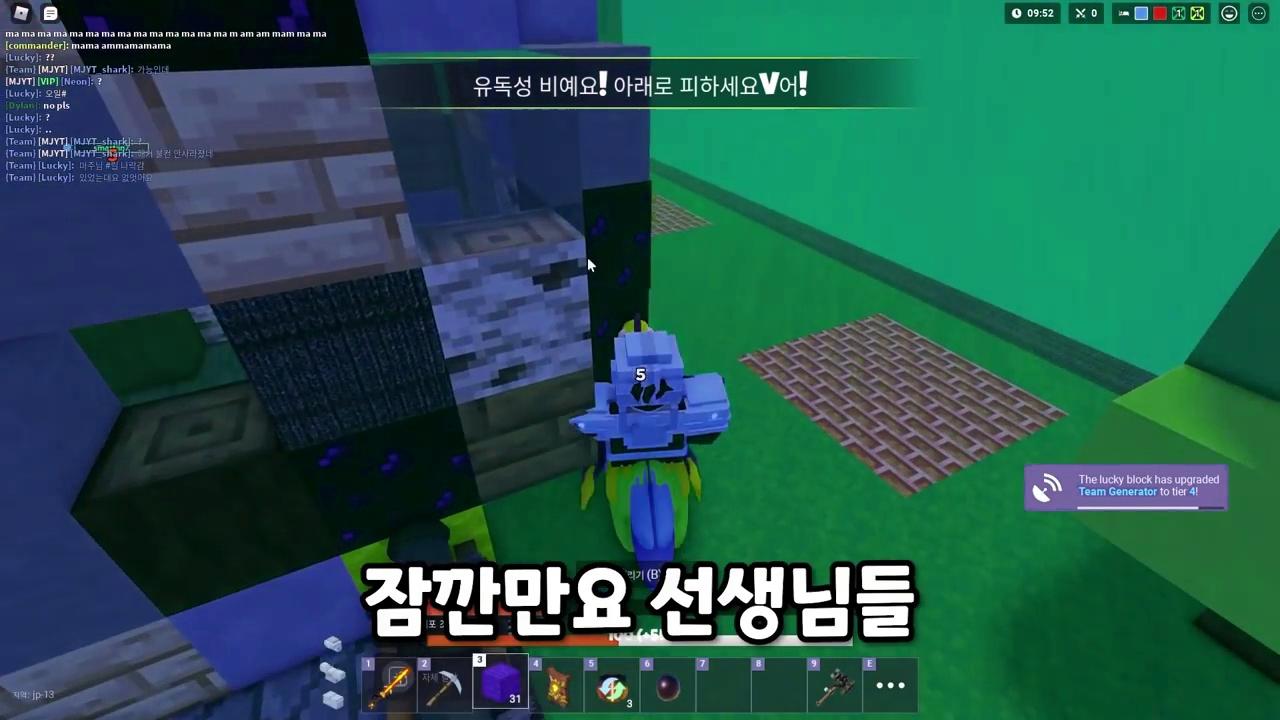 ma ma ma ma ma ma ma ma ma ma ma ma ma ma m am am mam ma ma
[commander]: mama ammamamama
[Lucky]: ??
{Team} [MJYT] [MJYT_shark]: 가능인데
[MJYT] [VIP] [Neon]: ?
[Lucky]: 오일#
[Dylan]: no pls
[Lucky]: ?
[Lucky]: ..
{Team} [MJYT] [MJYT_shark]: ?
{Team} [MJYT] [MJYT_shark]: 불컨 안사라졌네
{Team} [Lucky]: 마주님 나락감
{Team} [Lucky]: 있었는데요 없엇어요
09:52
0
유독성 비예요! 아래로 피하세요V어!
5
The lucky block has upgraded
Team Generator to tier 4!
잠깐만요 선생님들
1 2 3 4 5 6 7 8 9 E
31
3
지역: jp-13